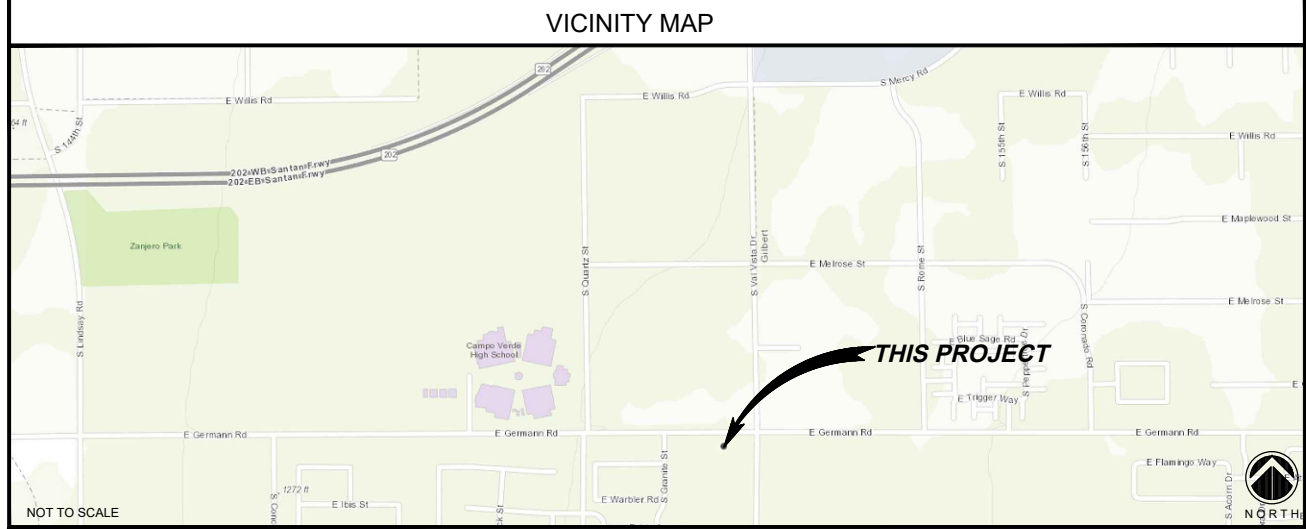 VICINITY MAP
202
E Willis Rd
E Willis Rd
S Mercy Rd
E Willis Rd
S 144th St
202
S 155th St
S 156th St
E Willis Rd
202 WB Santan Frwy
202 EB Santan Frwy
Zanjero Park
E Maplewood St
S Quartz St
S Val Vista Dr
Gilbert
E Melrose St
S Rome St
E Melrose St
S Lindsay Rd
S Coronado Rd
Campo Verde
High School
THIS PROJECT
Blue Sage Rd
E Trigger Way
E Germann Rd
E Germann Rd
E Germann Rd
E Germann Rd
S Granite St
E Flamingo Way
1272 ft
E Ibis St
E Warbler Rd
S Acorn Dr
NOT TO SCALE
NORTH